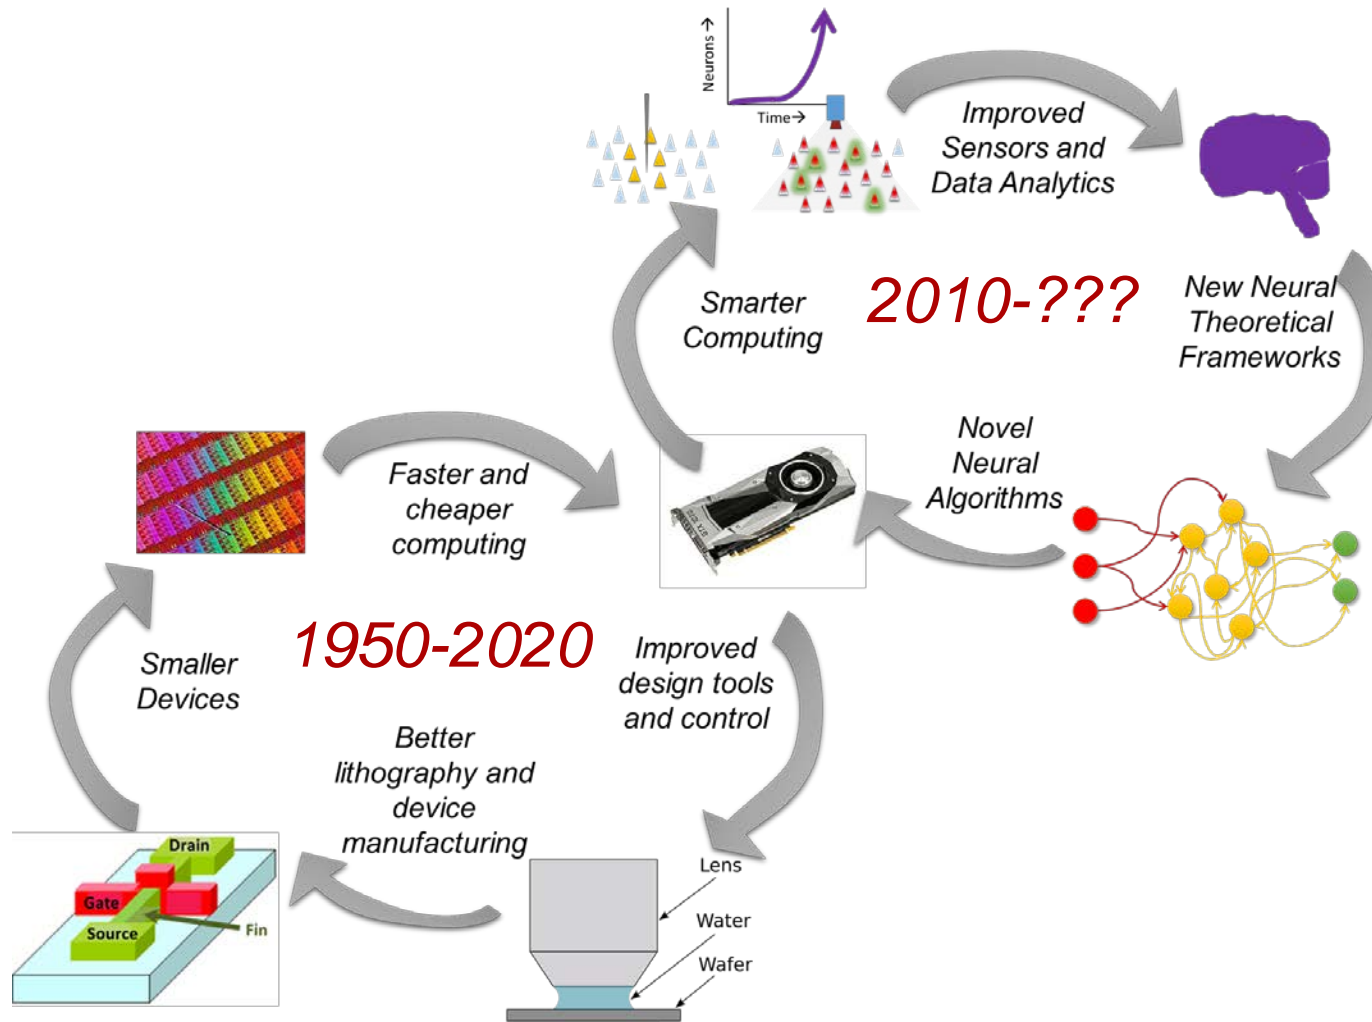 Neurons →
Time→
Improved
Sensors and
Data Analytics
Smarter
Computing
2010-???
New Neural
Theoretical
Frameworks
Novel
Neural
Algorithms
Faster and
cheaper
computing
GTX 1070
1950-2020
Smaller
Devices
Improved
design tools
and control
Better
lithography and
device
manufacturing
Drain
Gate
Source
Fin
Lens
Water
Wafer